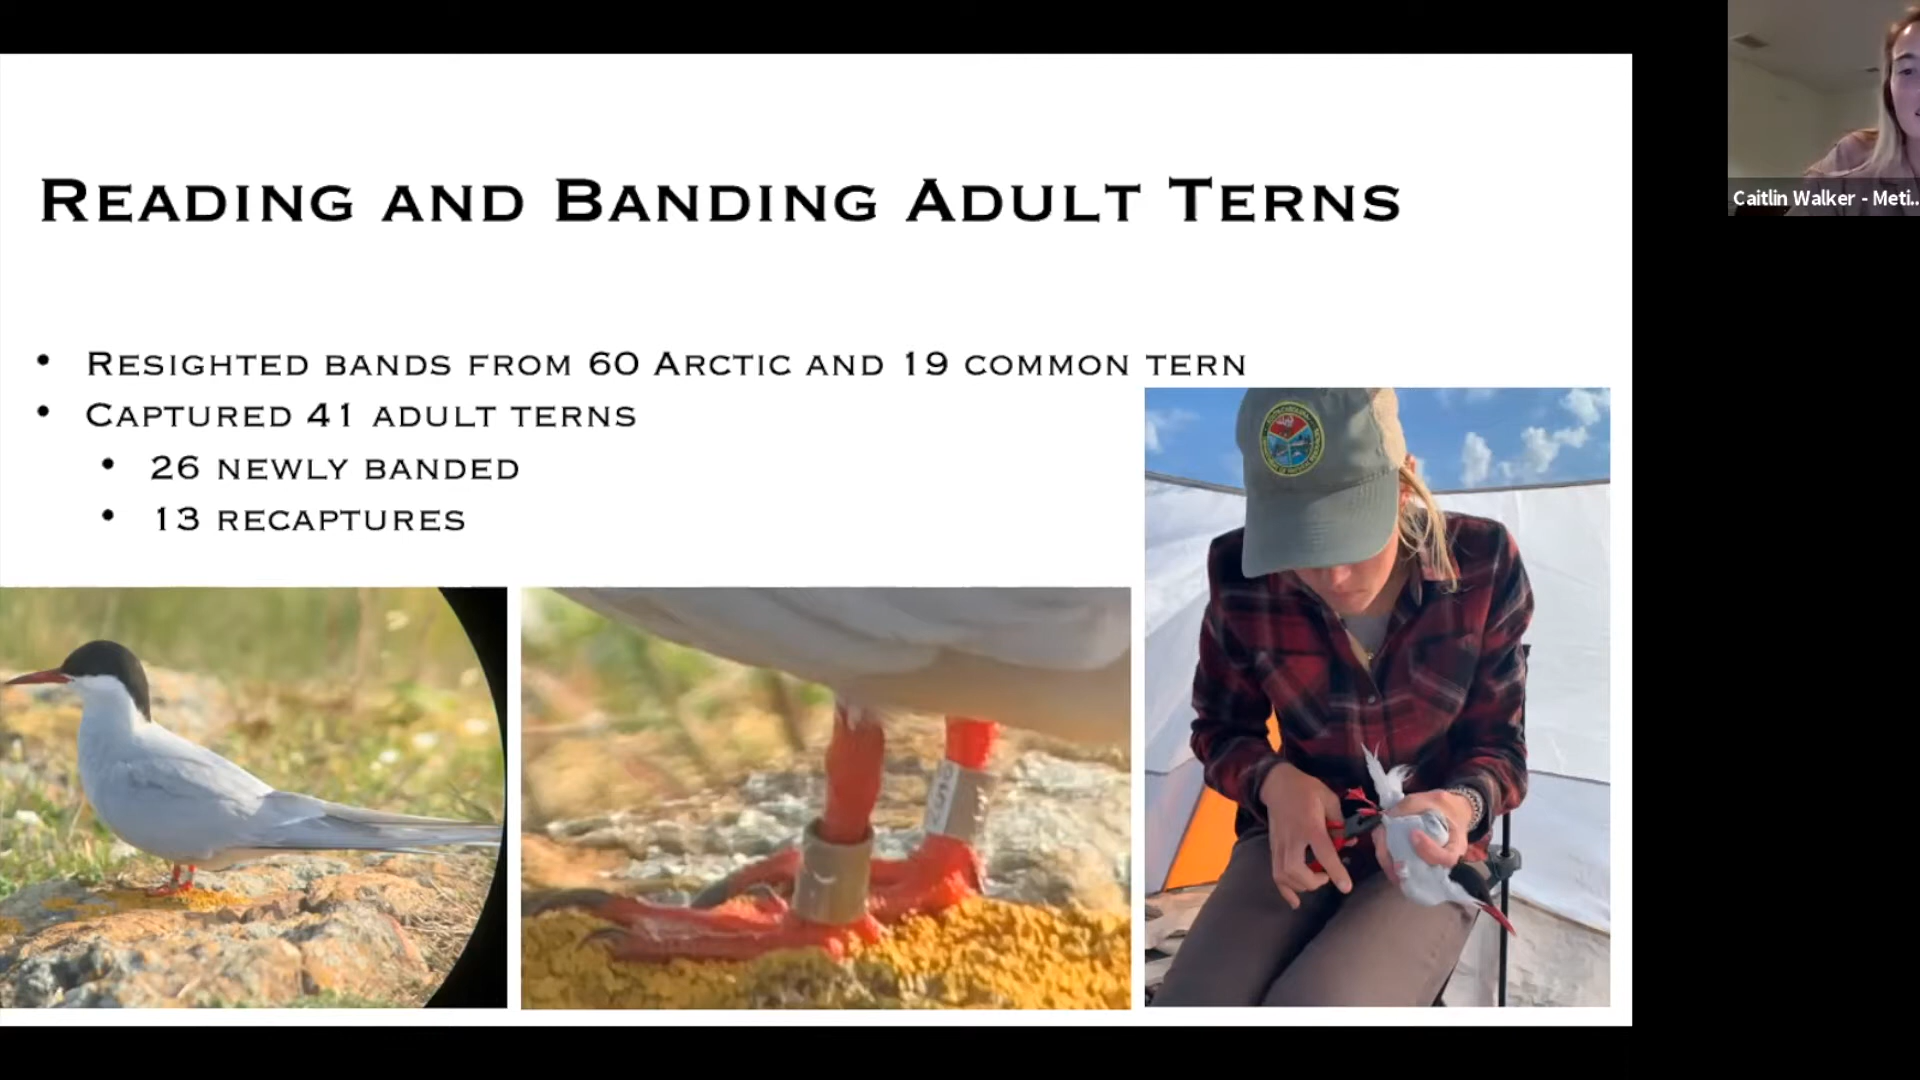 Reading and Banding Adult Terns
• Resighted bands from 60 Arctic and 19 common tern
• Captured 41 adult terns
• 26 newly banded
• 13 recaptures
Caitlin Walker - Meti...